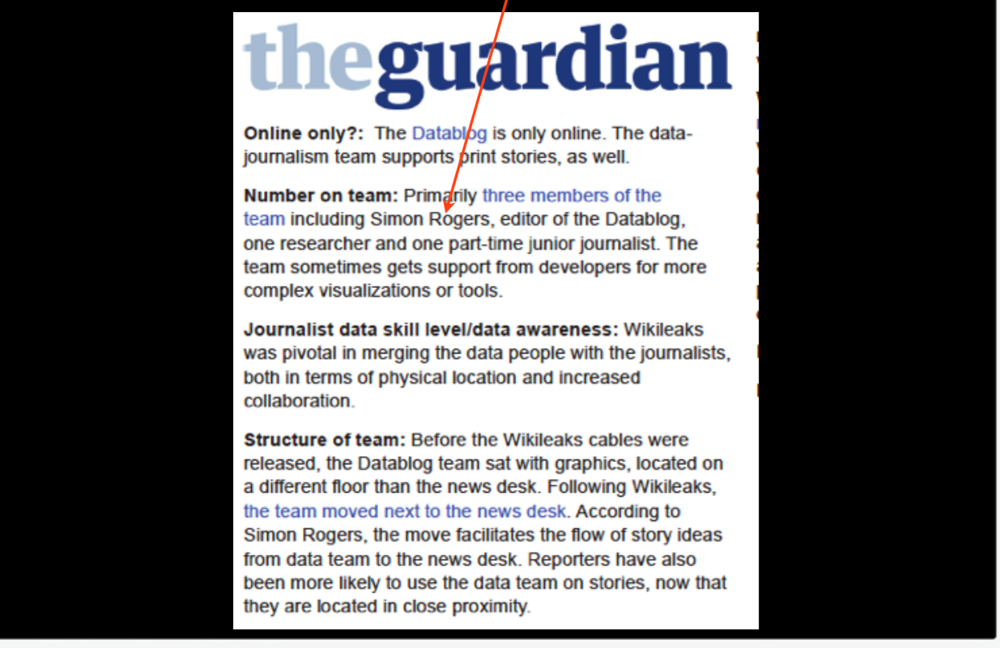 theguardian
Online only?: The Datablog is only online. The data-
journalism team supports print stories, as well.
Number on team: Primarily three members of the
team including Simon Rogers, editor of the Datablog,
one researcher and one part-time junior journalist. The
team sometimes gets support from developers for more
complex visualizations or tools.
Journalist data skill level/data awareness: Wikileaks
was pivotal in merging the data people with the journalists,
both in terms of physical location and increased
collaboration.
Structure of team: Before the Wikileaks cables were
released, the Datablog team sat with graphics, located on
a different floor than the news desk. Following Wikileaks,
the team moved next to the news desk. According to
Simon Rogers, the move facilitates the flow of story ideas
from data team to the news desk. Reporters have also
been more likely to use the data team on stories, now that
they are located in close proximity.